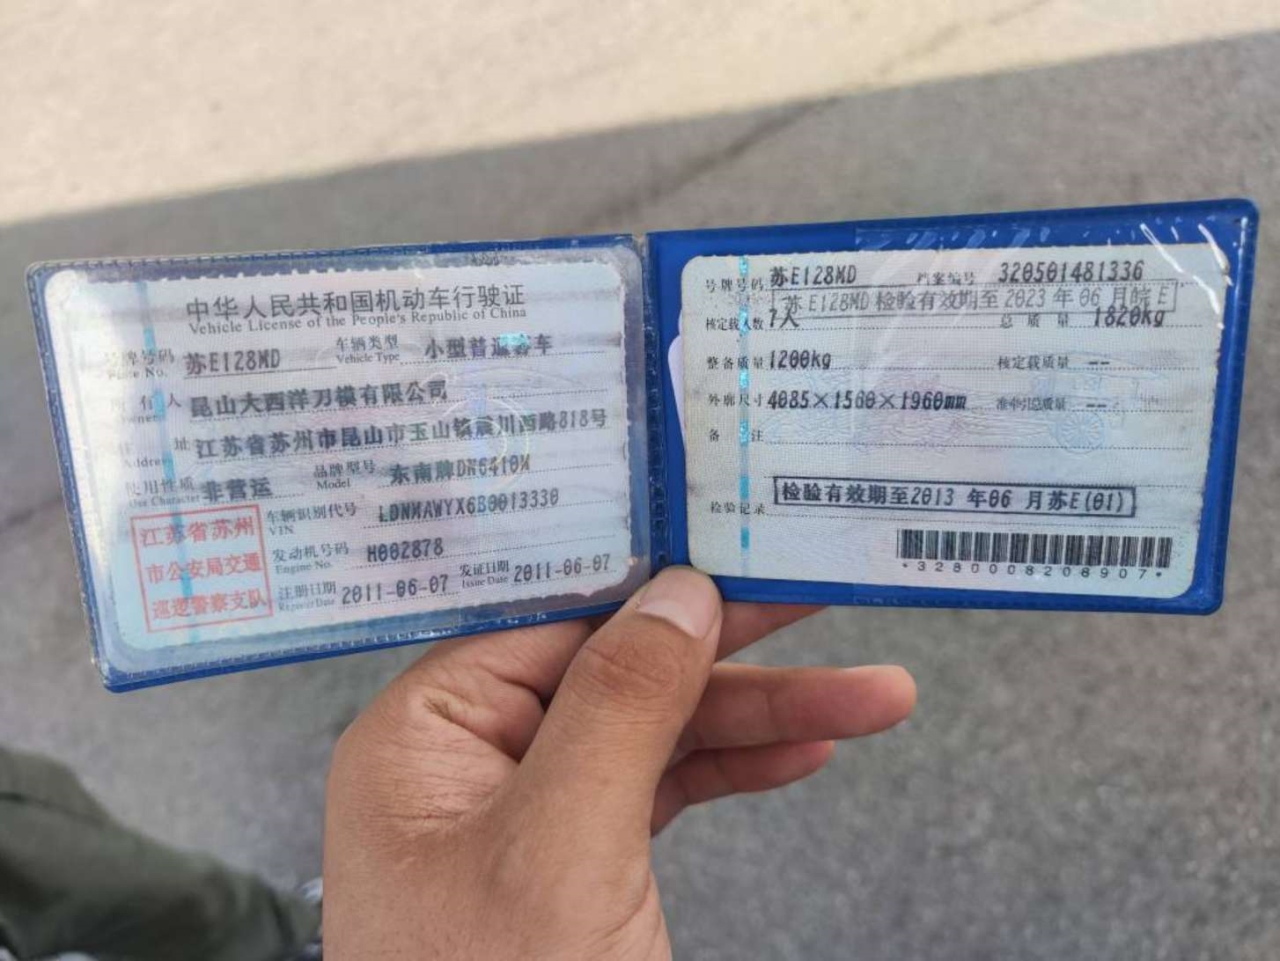 中华人民共和国机动车行驶证
Vehicle License of the People's Republic of China
号牌号码 苏E128MD 车辆类型 小型普通客车
Plate No. Vehicle Type
所有人 昆山大西洋刀模有限公司
Owner
住址 江苏省苏州市昆山市玉山镇晨川西路818号
Address
使用性质 非营运 品牌型号 东南牌DN6410M
Use Character Model
江苏省苏州
市公安局交通
巡逻警察支队
车辆识别代号 LDNMAWYX6B0013330
VIN
发动机号码 H002878
Engine No.
注册日期 2011-06-07 发证日期 2011-06-07
Register Date Issue Date
号牌号码 苏E128MD 档案编号 320501481336
苏E128MD 检验有效期至 2023 年 06 月皖 E
核定载人数 7人 总质量 1820kg
整备质量 1200kg 核定载质量 --
外廓尺寸 4085×1560×1960mm 准牵引总质量 --
备注
检验有效期至2013 年06 月苏E(01)
检验记录
*3280008208907*